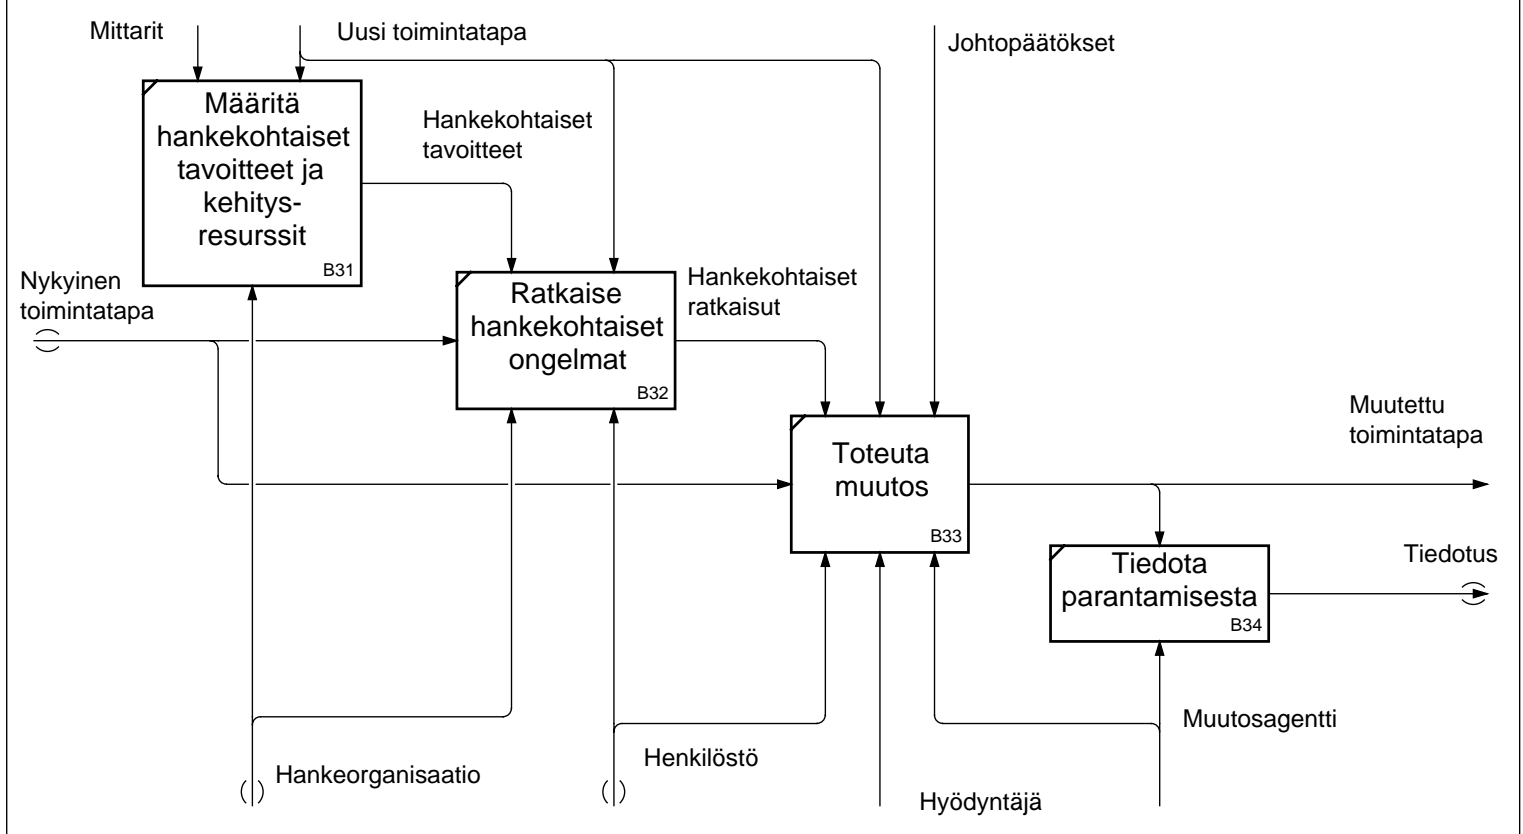 Mittarit
Uusi toimintatapa
Johtopäätökset
Määritä
hankekohtaiset
tavoitteet ja
kehitys-
resurssit
B31
Hankekohtaiset
tavoitteet
Nykyinen
toimintatapa
Ratkaise
hankekohtaiset
ongelmat
B32
Hankekohtaiset
ratkaisut
Toteuta
muutos
B33
Muutettu
toimintatapa
Tiedota
parantamisesta
B34
Tiedotus
Hankeorganisaatio
Henkilöstö
Hyödyntäjä
Muutosagentti